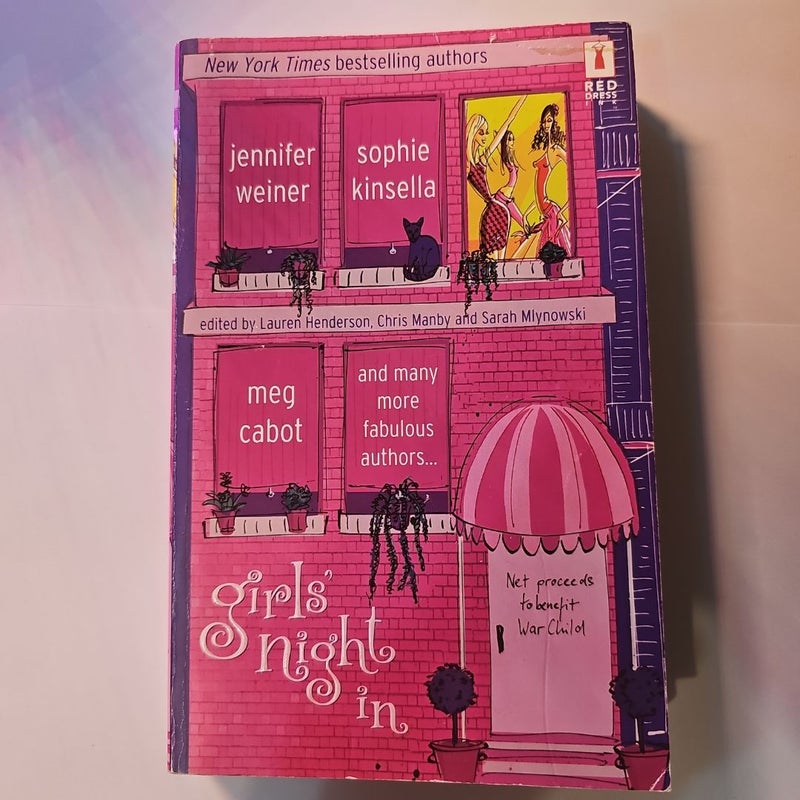 New York Times bestselling authors
RED
DRESS
INK
jennifer
weiner
sophie
kinsella
edited by Lauren Henderson, Chris Manby and Sarah Mlynowski
meg
cabot
and many
more
fabulous
authors...
girls'
night
in
Net proceeds
to benefit
War Child